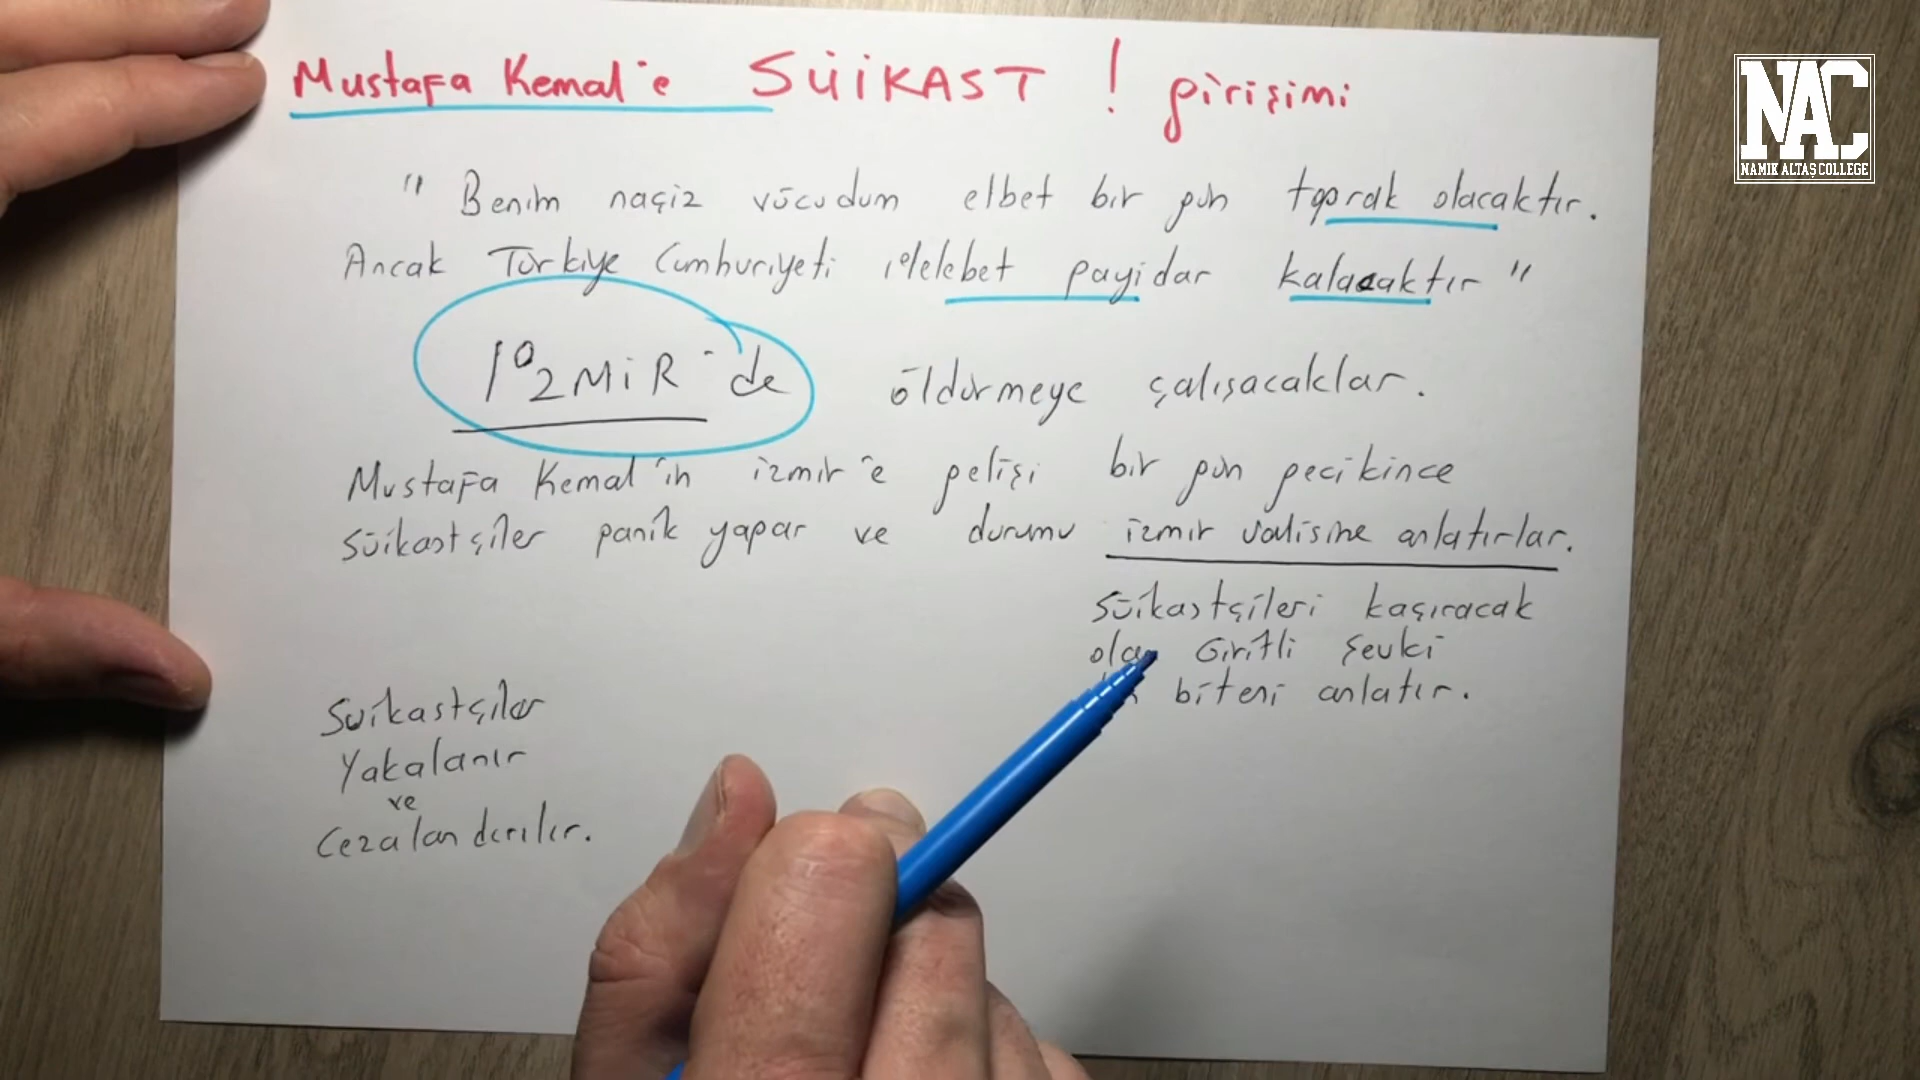 Mustafa Kemal'e SÜİKAST ! girişimi
" Benim naçiz vücudum elbet bir gün toprak olacaktır.
Ancak Türkiye Cumhuriyeti ilelebet payidar kalacaktır "
İZMİR'de öldürmeye çalışacaklar.
Mustafa Kemal'in izmir'e gelişi bir gün gecikince
süikastçiler panik yapar ve durumu izmir valisine anlatırlar.
Süikastçileri kaçıracak
olan Giritli Şevki
biteni anlatır.
Süikastçiler
Yakalanır
ve
Cezalandırılır.
NAC
NAMIK ALTAŞ COLLEGE